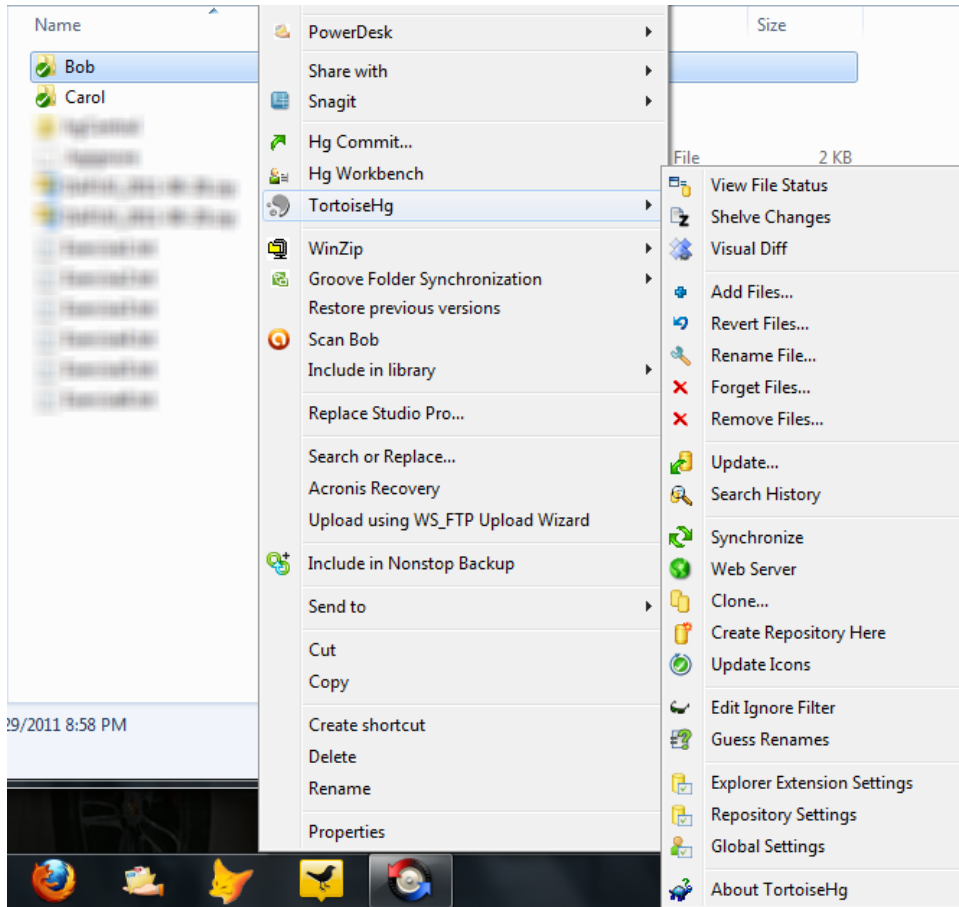 Name
Size
Bob
Carol
File 2 KB
29/2011 8:58 PM
PowerDesk
Share with
Snagit
Hg Commit...
Hg Workbench
TortoiseHg
WinZip
Groove Folder Synchronization
Restore previous versions
Scan Bob
Include in library
Replace Studio Pro...
Search or Replace...
Acronis Recovery
Upload using WS_FTP Upload Wizard
Include in Nonstop Backup
Send to
Cut
Copy
Create shortcut
Delete
Rename
Properties
View File Status
Shelve Changes
Visual Diff
Add Files...
Revert Files...
Rename File...
Forget Files...
Remove Files...
Update...
Search History
Synchronize
Web Server
Clone...
Create Repository Here
Update Icons
Edit Ignore Filter
Guess Renames
Explorer Extension Settings
Repository Settings
Global Settings
About TortoiseHg